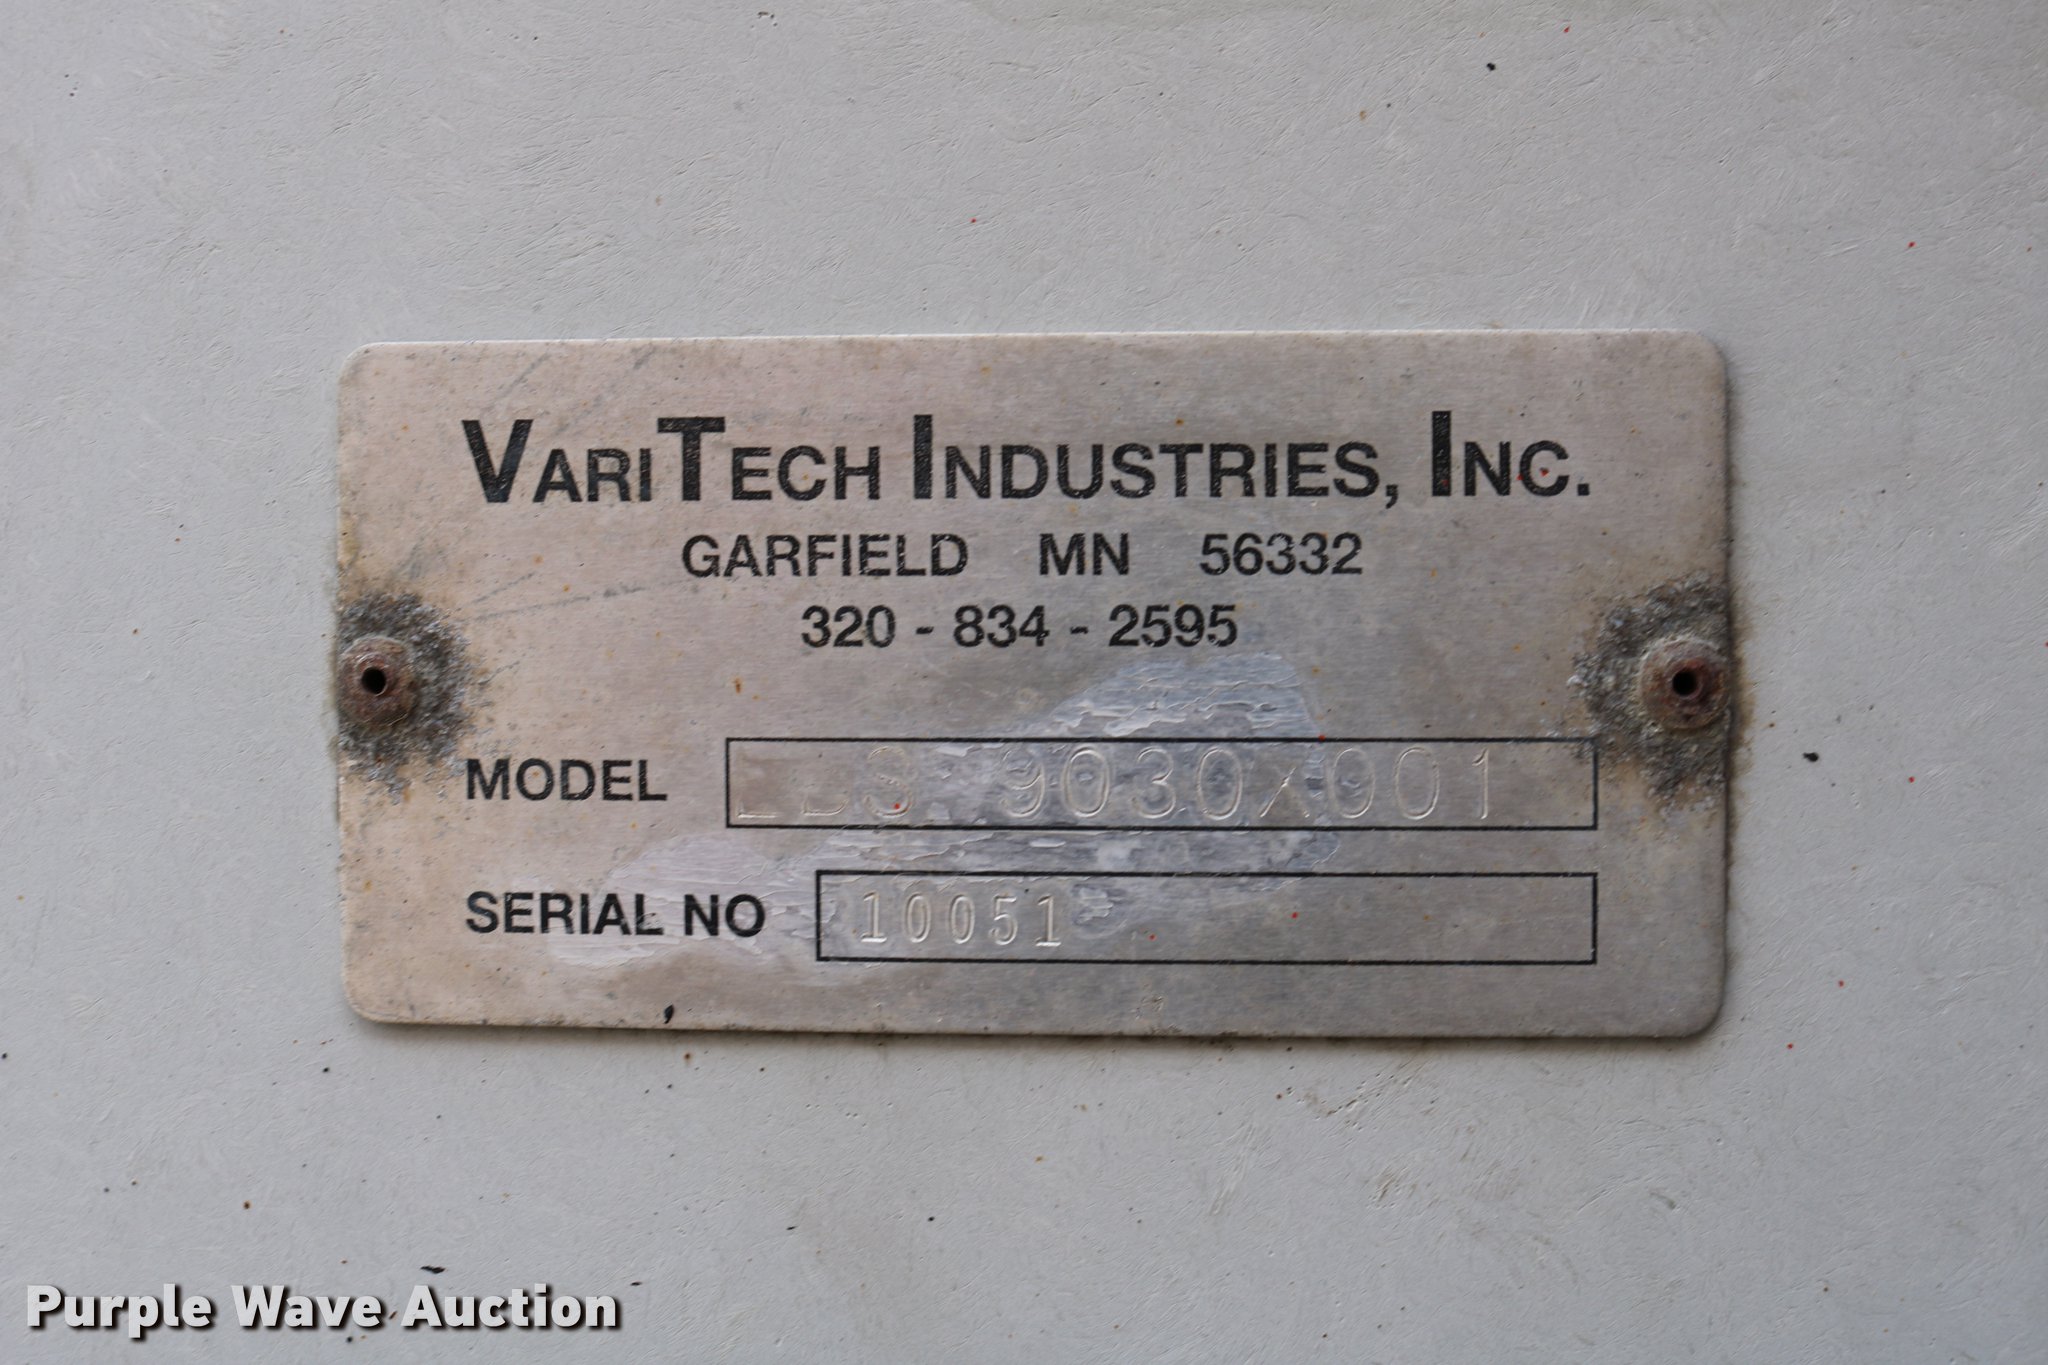 VARITECH INDUSTRIES, INC.
GARFIELD MN 56332
320 - 834 - 2595
MODEL 9030X001
SERIAL NO 10051
Purple Wave Auction